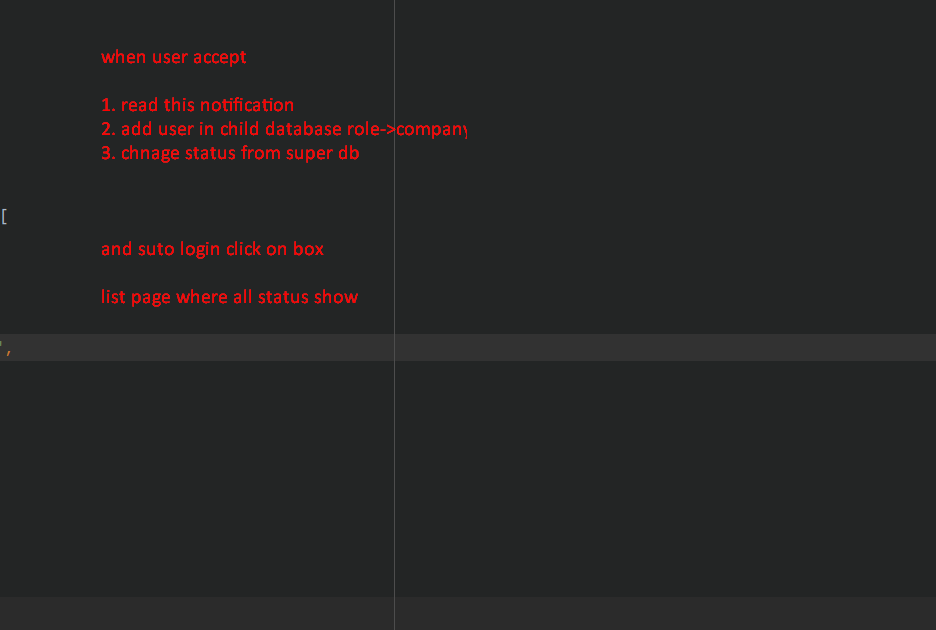 when user accept
1. read this notification
2. add user in child database role->company
3. chnage status from super db
[
and suto login click on box
list page where all status show
',